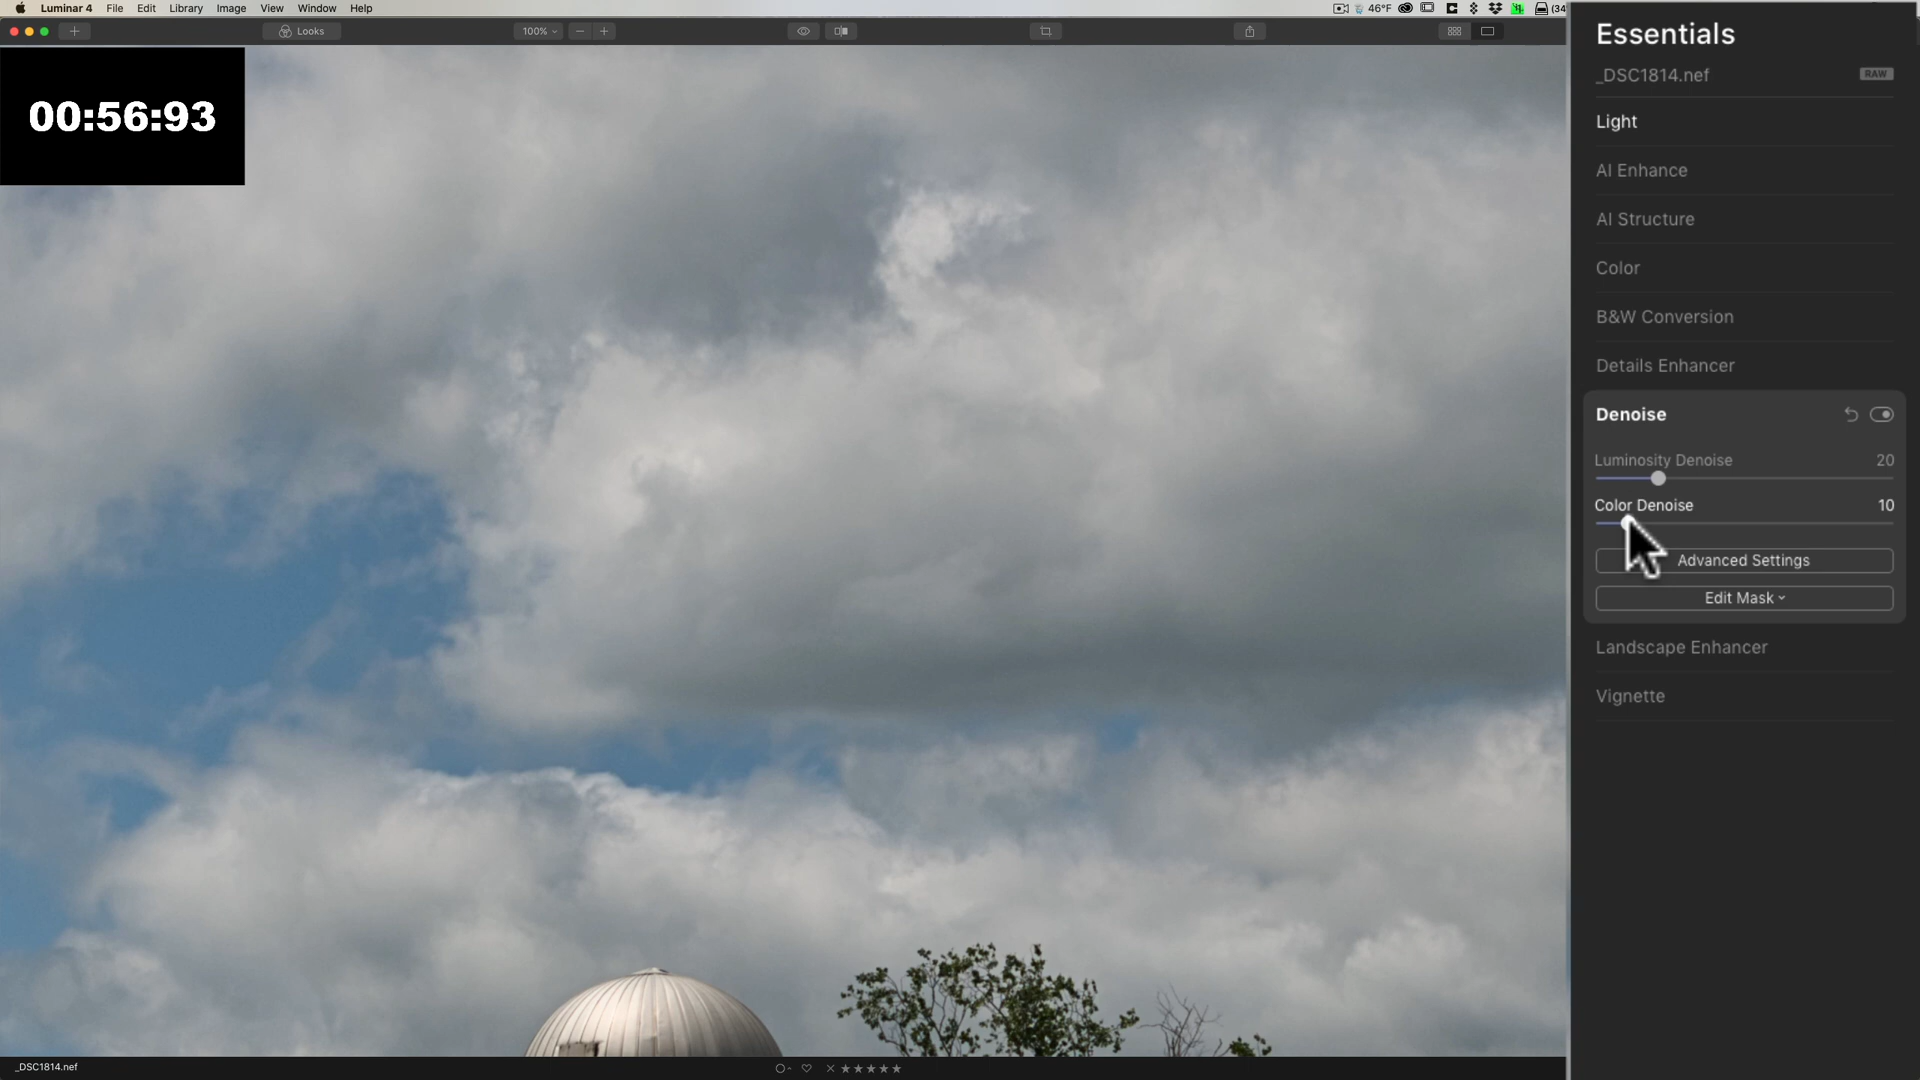 Luminar 4 File Edit Library Image View Window Help 46°F (34
Looks 100%
00:56:93
Essentials
_DSC1814.nef RAW
Light
AI Enhance
AI Structure
Color
B&W Conversion
Details Enhancer
Denoise
Luminosity Denoise 20
Color Denoise 10
Advanced Settings
Edit Mask
Landscape Enhancer
Vignette
_DSC1814.nef